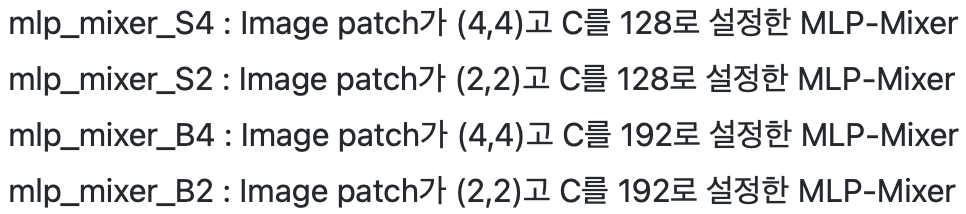 mlp_mixer_S4 : Image patch가 (4,4)고 C를 128로 설정한 MLP-Mixer
mlp_mixer_S2 : Image patch가 (2,2)고 C를 128로 설정한 MLP-Mixer
mlp_mixer_B4 : Image patch가 (4,4)고 C를 192로 설정한 MLP-Mixer
mlp_mixer_B2 : Image patch가 (2,2)고 C를 192로 설정한 MLP-Mixer